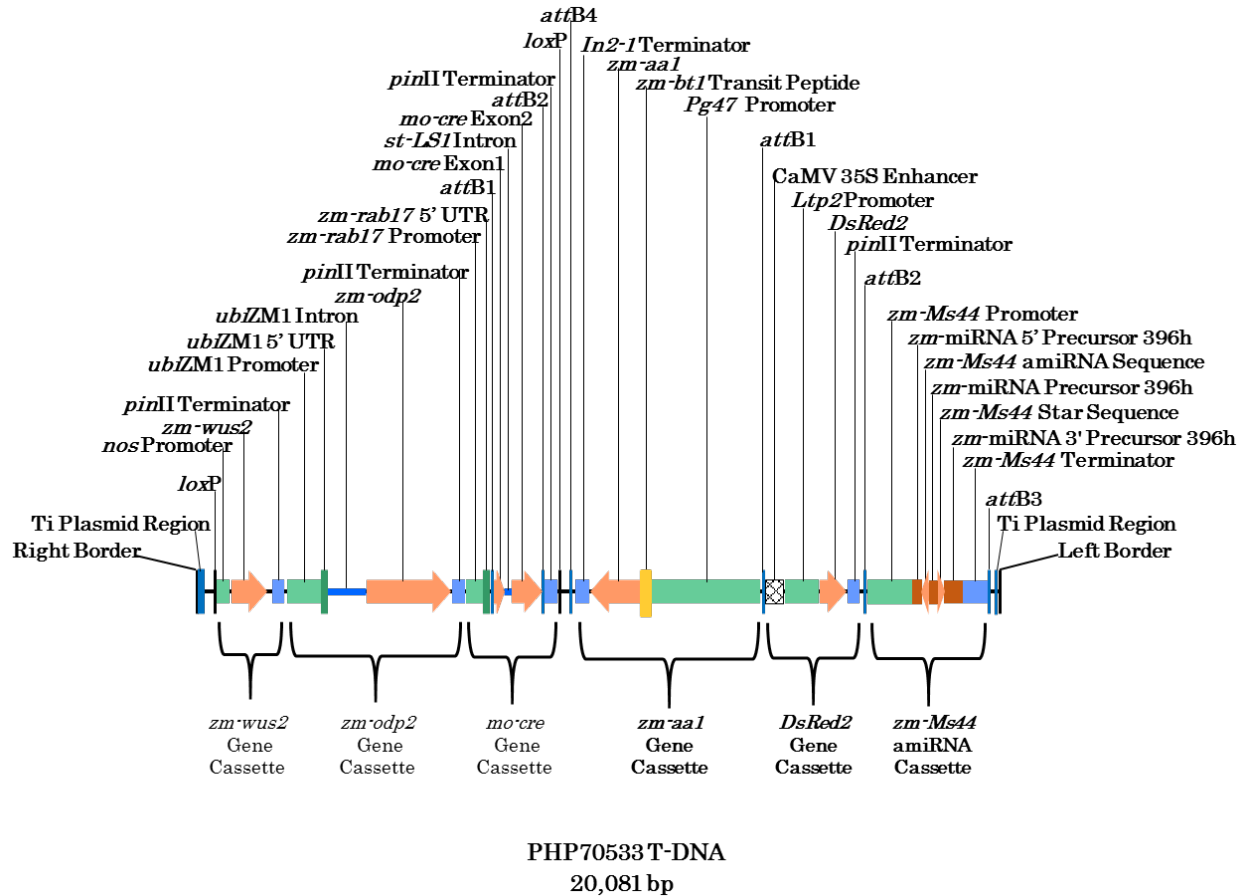 attB4
loxP
In2-1 Terminator
zm-aa1
pinII Terminator
zm-bt1 Transit Peptide
attB2
Pg47 Promoter
mo-cre Exon2
st-LS1 Intron
attB1
mo-cre Exon1
CaMV 35S Enhancer
attB1
Ltp2 Promoter
zm-rab17 5' UTR
DsRed2
zm-rab17 Promoter
pinII Terminator
pinII Terminator
attB2
zm-odp2
ubiZM1 Intron
zm-Ms44 Promoter
ubiZM1 5' UTR
zm-miRNA 5' Precursor 396h
ubiZM1 Promoter
zm-Ms44 amiRNA Sequence
pinII Terminator
zm-miRNA Precursor 396h
zm-wus2
zm-Ms44 Star Sequence
nos Promoter
zm-miRNA 3' Precursor 396h
zm-Ms44 Terminator
loxP
attB3
Ti Plasmid Region
Ti Plasmid Region
Right Border
Left Border
zm-wus2
Gene
Cassette
zm-odp2
Gene
Cassette
mo-cre
Gene
Cassette
zm-aa1
Gene
Cassette
DsRed2
Gene
Cassette
zm-Ms44
amiRNA
Cassette
PHP70533 T-DNA
20,081 bp